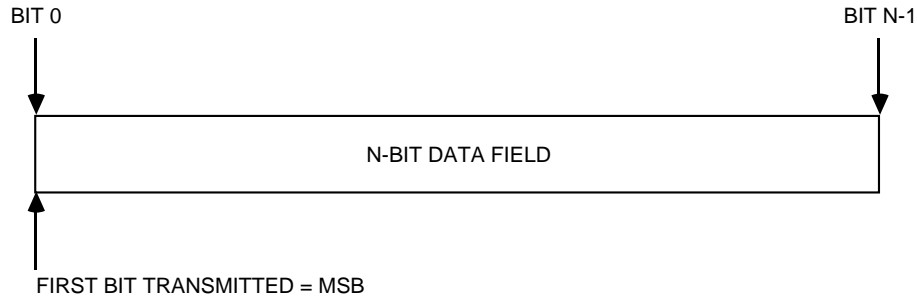 BIT 0
BIT N-1
N-BIT DATA FIELD
FIRST BIT TRANSMITTED = MSB